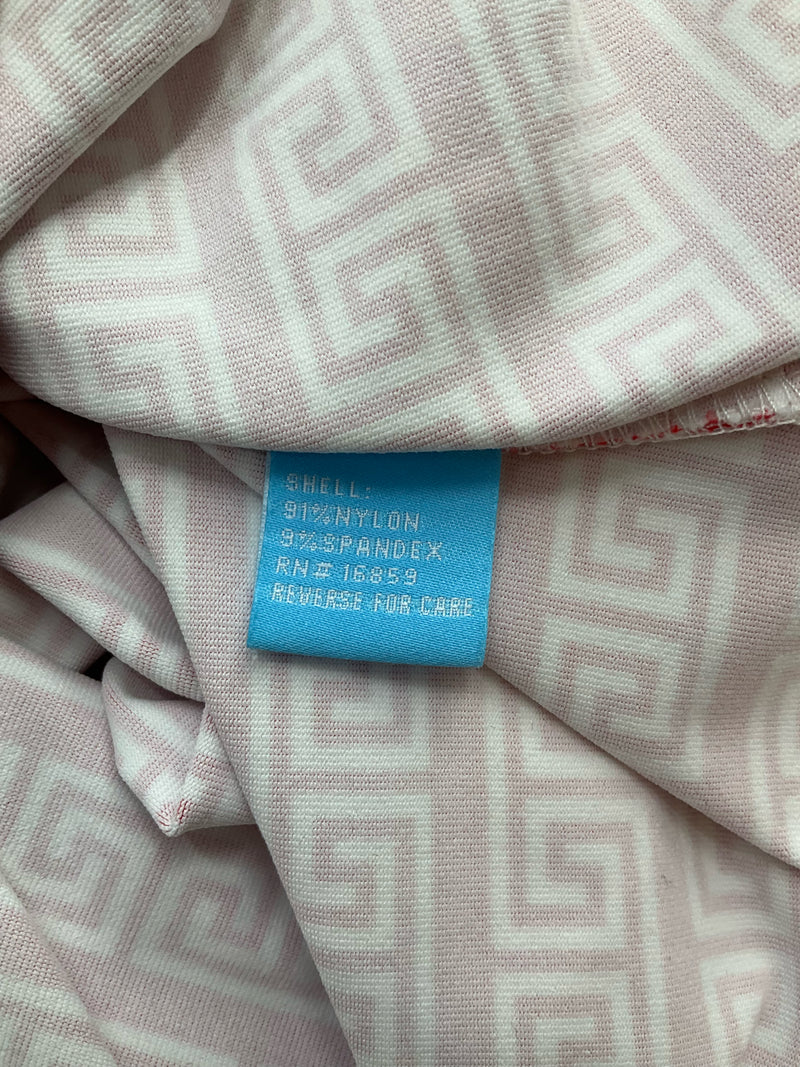 SHELL:
91%NYLON
9%SPANDEX
RN# 16859
REVERSE FOR CARE